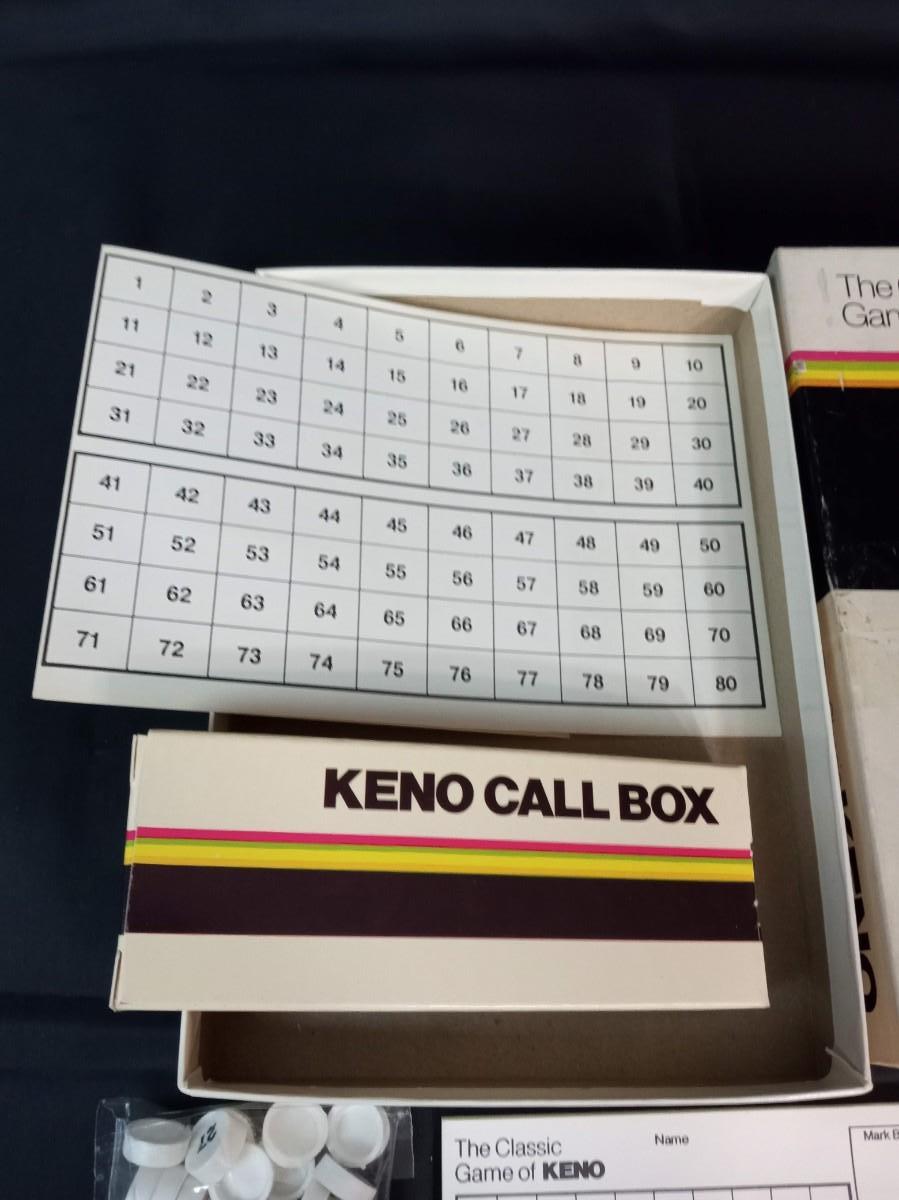 1 2 3 4 5 6 7 8 9 10
11 12 13 14 15 16 17 18 19 20
21 22 23 24 25 26 27 28 29 30
31 32 33 34 35 36 37 38 39 40
41 42 43 44 45 46 47 48 49 50
51 52 53 54 55 56 57 58 59 60
61 62 63 64 65 66 67 68 69 70
71 72 73 74 75 76 77 78 79 80
The
KENO CALL BOX
The Classic
Game of KENO
Name
Mark